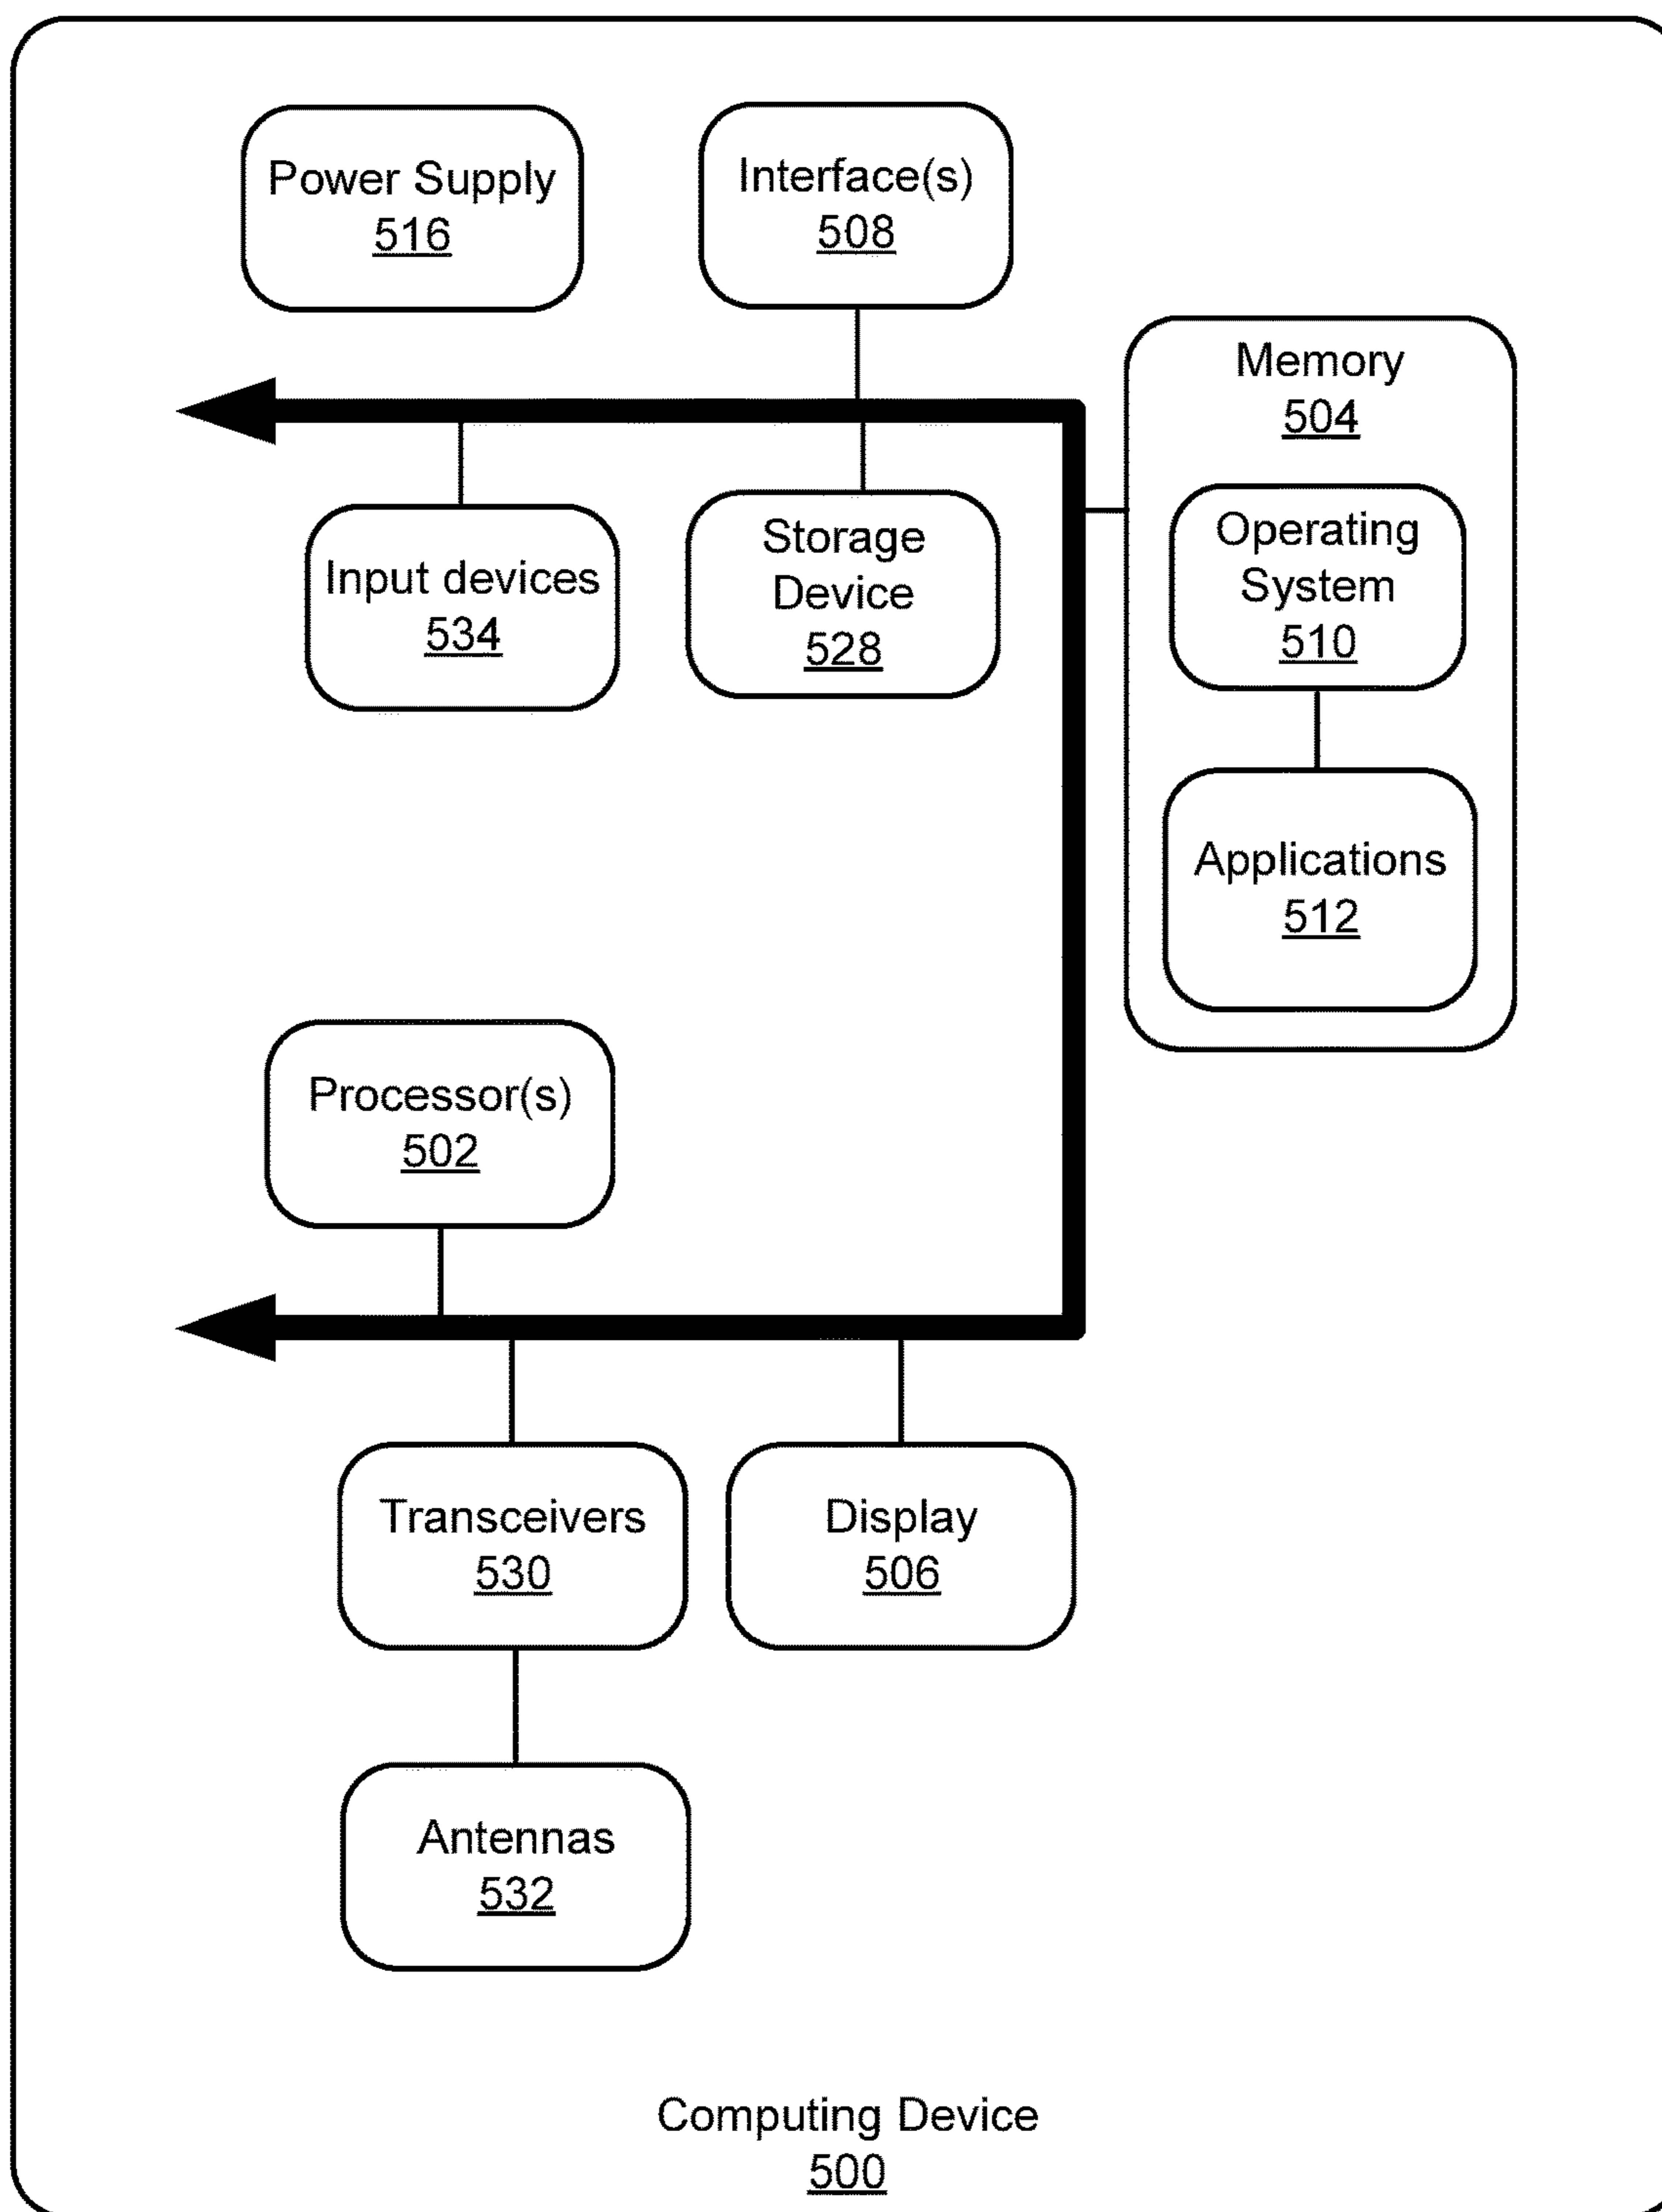 Power Supply
516
Interface(s)
508
Memory
504
Operating
System
510
Applications
512
Input devices
534
Storage
Device
528
Processor(s)
502
Transceivers
530
Display
506
Antennas
532
Computing Device
500